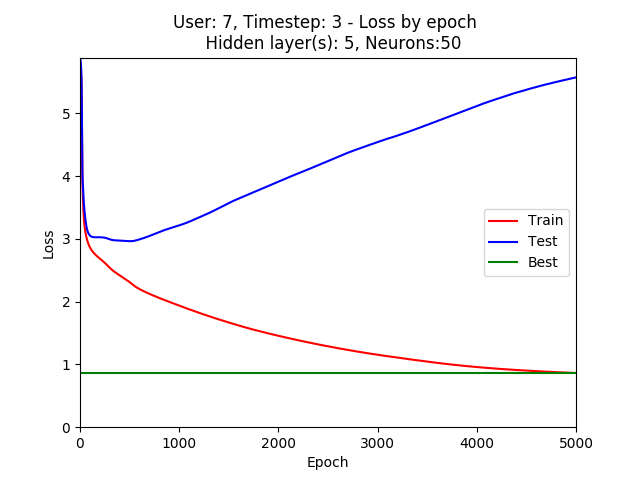 User: 7, Timestep: 3 - Loss by epoch
Hidden layer(s): 5, Neurons:50
5
4
3
2
1
0
Loss
Train
Test
Best
0 1000 2000 3000 4000 5000
Epoch